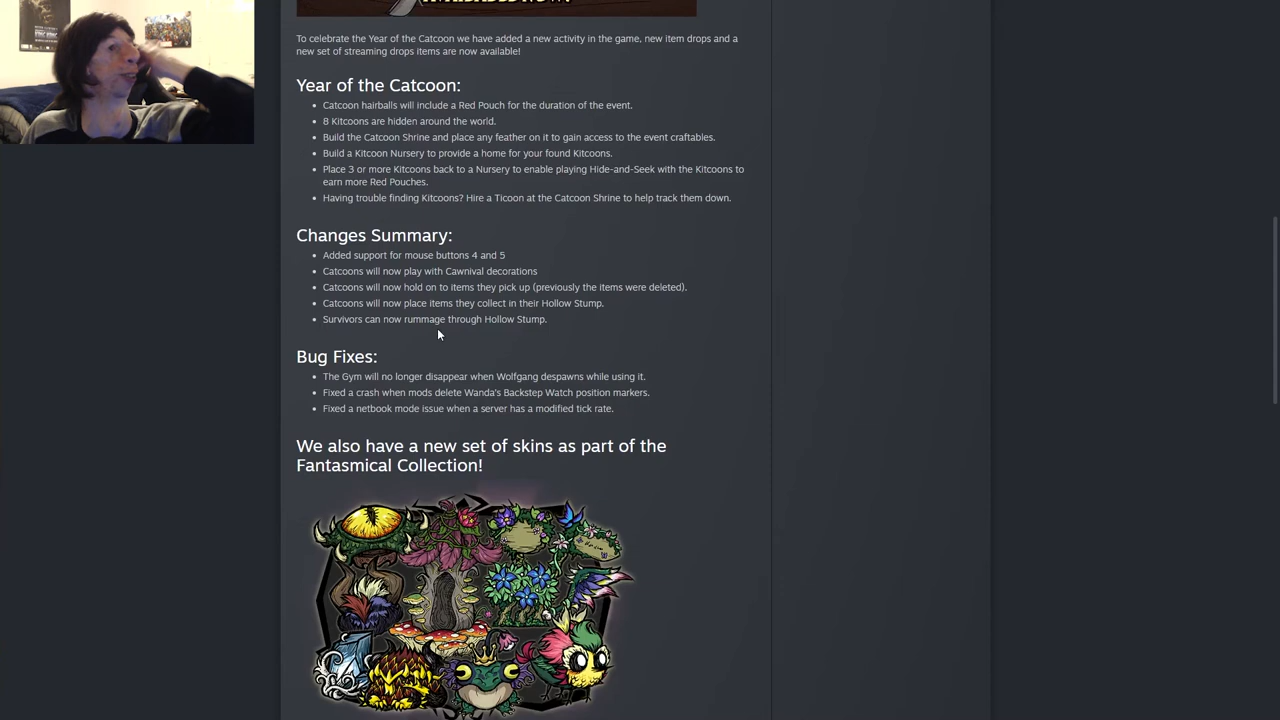 To celebrate the Year of the Catcoon we have added a new activity in the game, new item drops and a
new set of streaming drops items are now available!
Year of the Catcoon:
Catcoon hairballs will include a Red Pouch for the duration of the event.
8 Kitcoons are hidden around the world.
Build the Catcoon Shrine and place any feather on it to gain access to the event craftables.
Build a Kitcoon Nursery to provide a home for your found Kitcoons.
Place 3 or more Kitcoons back to a Nursery to enable playing Hide-and-Seek with the Kitcoons to
earn more Red Pouches.
Having trouble finding Kitcoons? Hire a Ticoon at the Catcoon Shrine to help track them down.
Changes Summary:
Added support for mouse buttons 4 and 5
Catcoons will now play with Cawnival decorations
Catcoons will now hold on to items they pick up (previously the items were deleted).
Catcoons will now place items they collect in their Hollow Stump.
Survivors can now rummage through Hollow Stump.
Bug Fixes:
The Gym will no longer disappear when Wolfgang despawns while using it.
Fixed a crash when mods delete Wanda's Backstep Watch position markers.
Fixed a netbook mode issue when a server has a modified tick rate.
We also have a new set of skins as part of the
Fantasmical Collection!